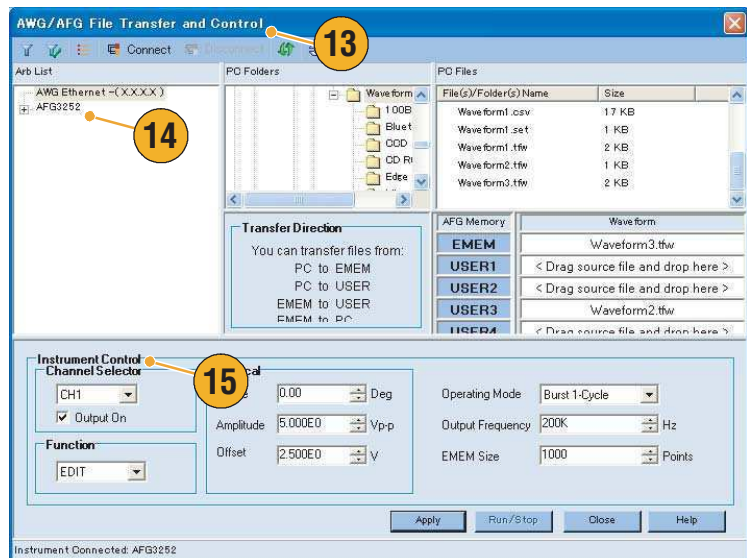 AWG/AFG File Transfer and Control
13
Connect
Disconnect
Arb List
PC Folders
PC Files
AWG Ethernet -(XXXX)
AFG3252
14
Waveform
100B
Bluet
COD
CD R
Edge
File(s)/Folder(s) Name Size
Waveform1.csv 17 KB
Waveform1.set 1 KB
Waveform1.tfw 2 KB
Waveform2.tfw 1 KB
Waveform3.tfw 2 KB
Transfer Direction
You can transfer files from:
PC to EMEM
PC to USER
EMEM to USER
EMEM to PC
AFG Memory Waveform
EMEM Waveform3.tfw
USER1 < Drag source file and drop here >
USER2 < Drag source file and drop here >
USER3 Waveform2.tfw
USER4 < Drag source file and drop here >
Instrument Control
15
Channel Selector
CH1
Output On
Function
EDIT
0.00 Deg
Amplitude 5.000E0 Vp-p
Offset 2.500E0 V
Operating Mode Burst 1-Cycle
Output Frequency 200K Hz
EMEM Size 1000 Points
Apply Run/Stop Close Help
Instrument Connected: AFG3252